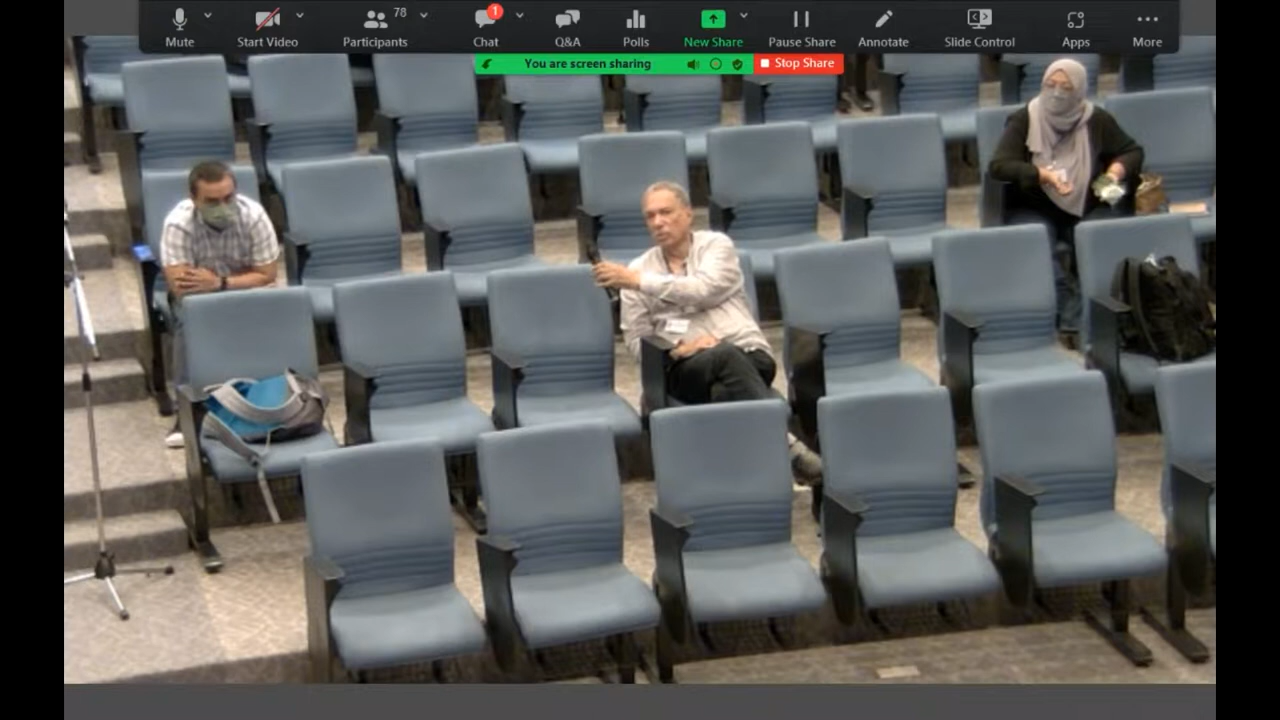 78
1
Mute Start Video Participants Chat Q&A Polls New Share Pause Share Annotate Slide Control Apps More
You are screen sharing Stop Share